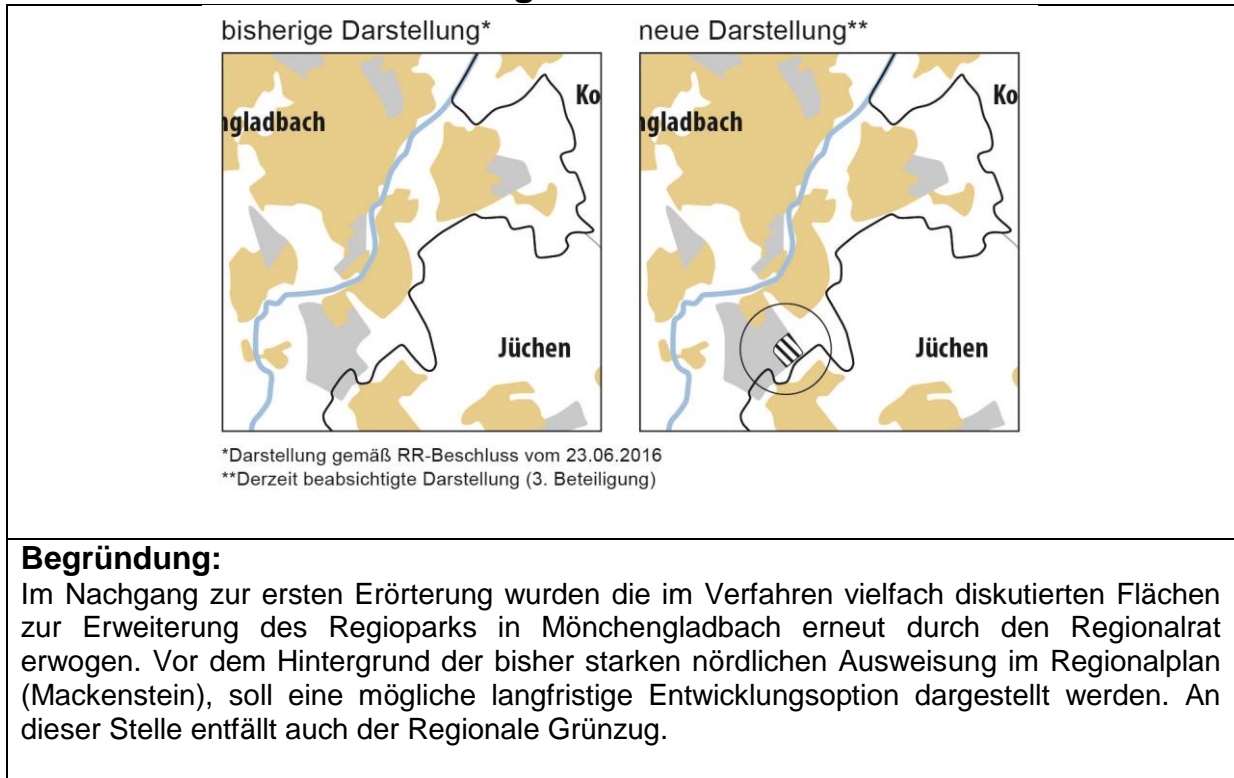 bisherige Darstellung*
neue Darstellung**
Ko
ngladbach
Jüchen
Ko
ngladbach
Jüchen
*Darstellung gemäß RR-Beschluss vom 23.06.2016
**Derzeit beabsichtigte Darstellung (3. Beteiligung)
Begründung:
Im Nachgang zur ersten Erörterung wurden die im Verfahren vielfach diskutierten Flächen
zur Erweiterung des Regioparks in Mönchengladbach erneut durch den Regionalrat
erwogen. Vor dem Hintergrund der bisher starken nördlichen Ausweisung im Regionalplan
(Mackenstein), soll eine mögliche langfristige Entwicklungsoption dargestellt werden. An
dieser Stelle entfällt auch der Regionale Grünzug.